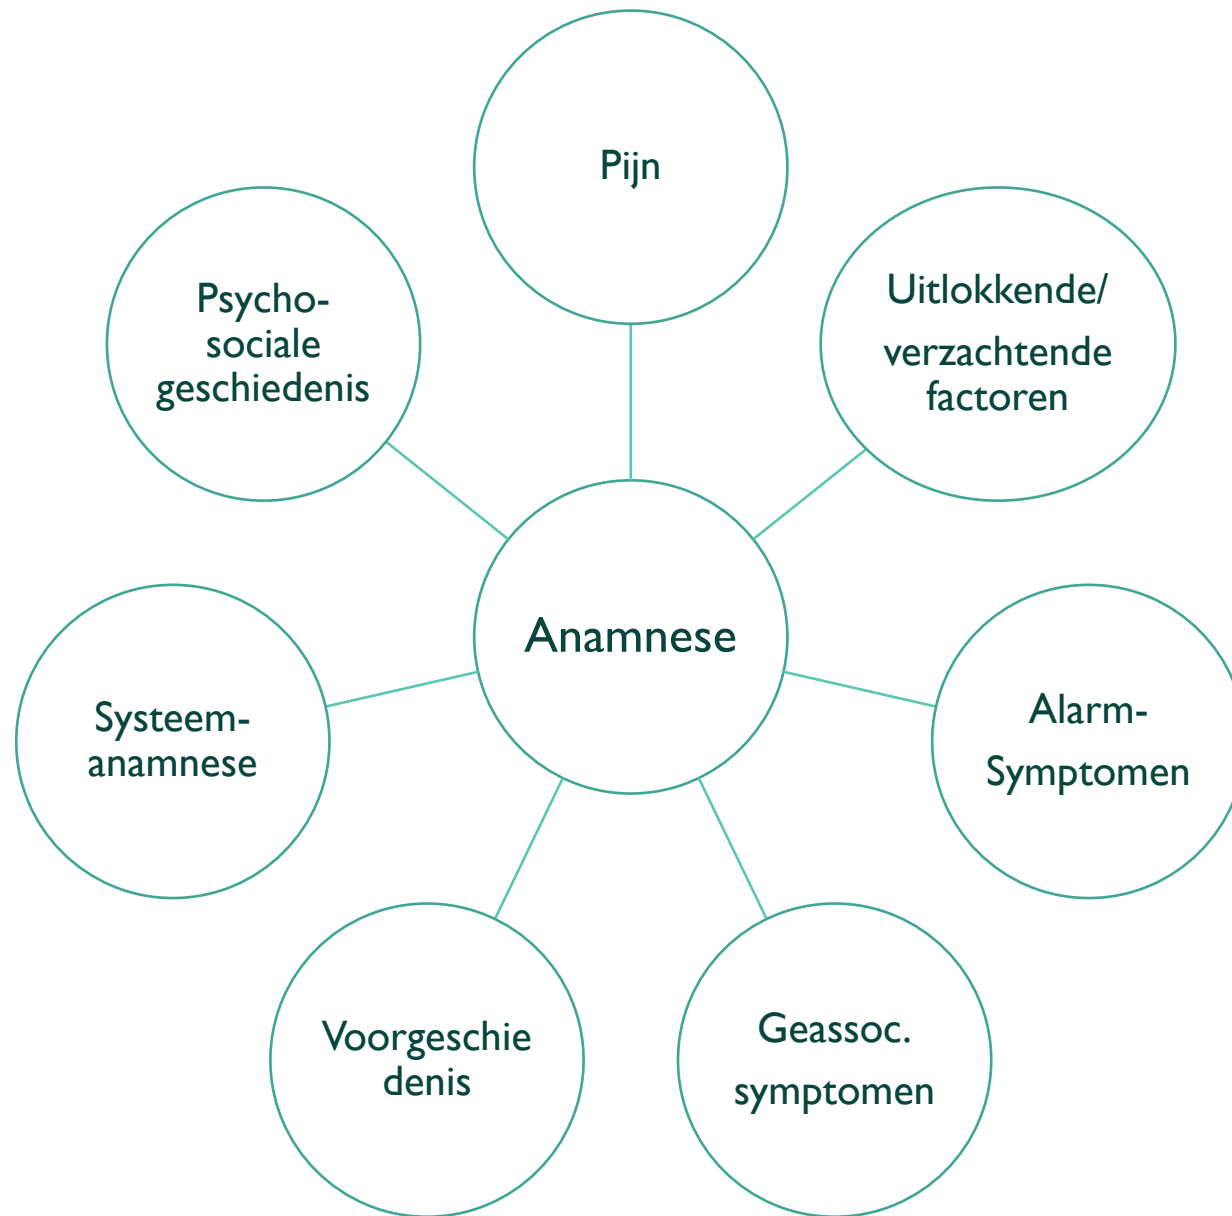 Pijn
Uitlokkende/
verzachtende
factoren
Psycho-
sociale
geschiedenis
Anamnese
Alarm-
Symptomen
Systeem-
anamnese
Geassoc.
symptomen
Voorgeschie
denis